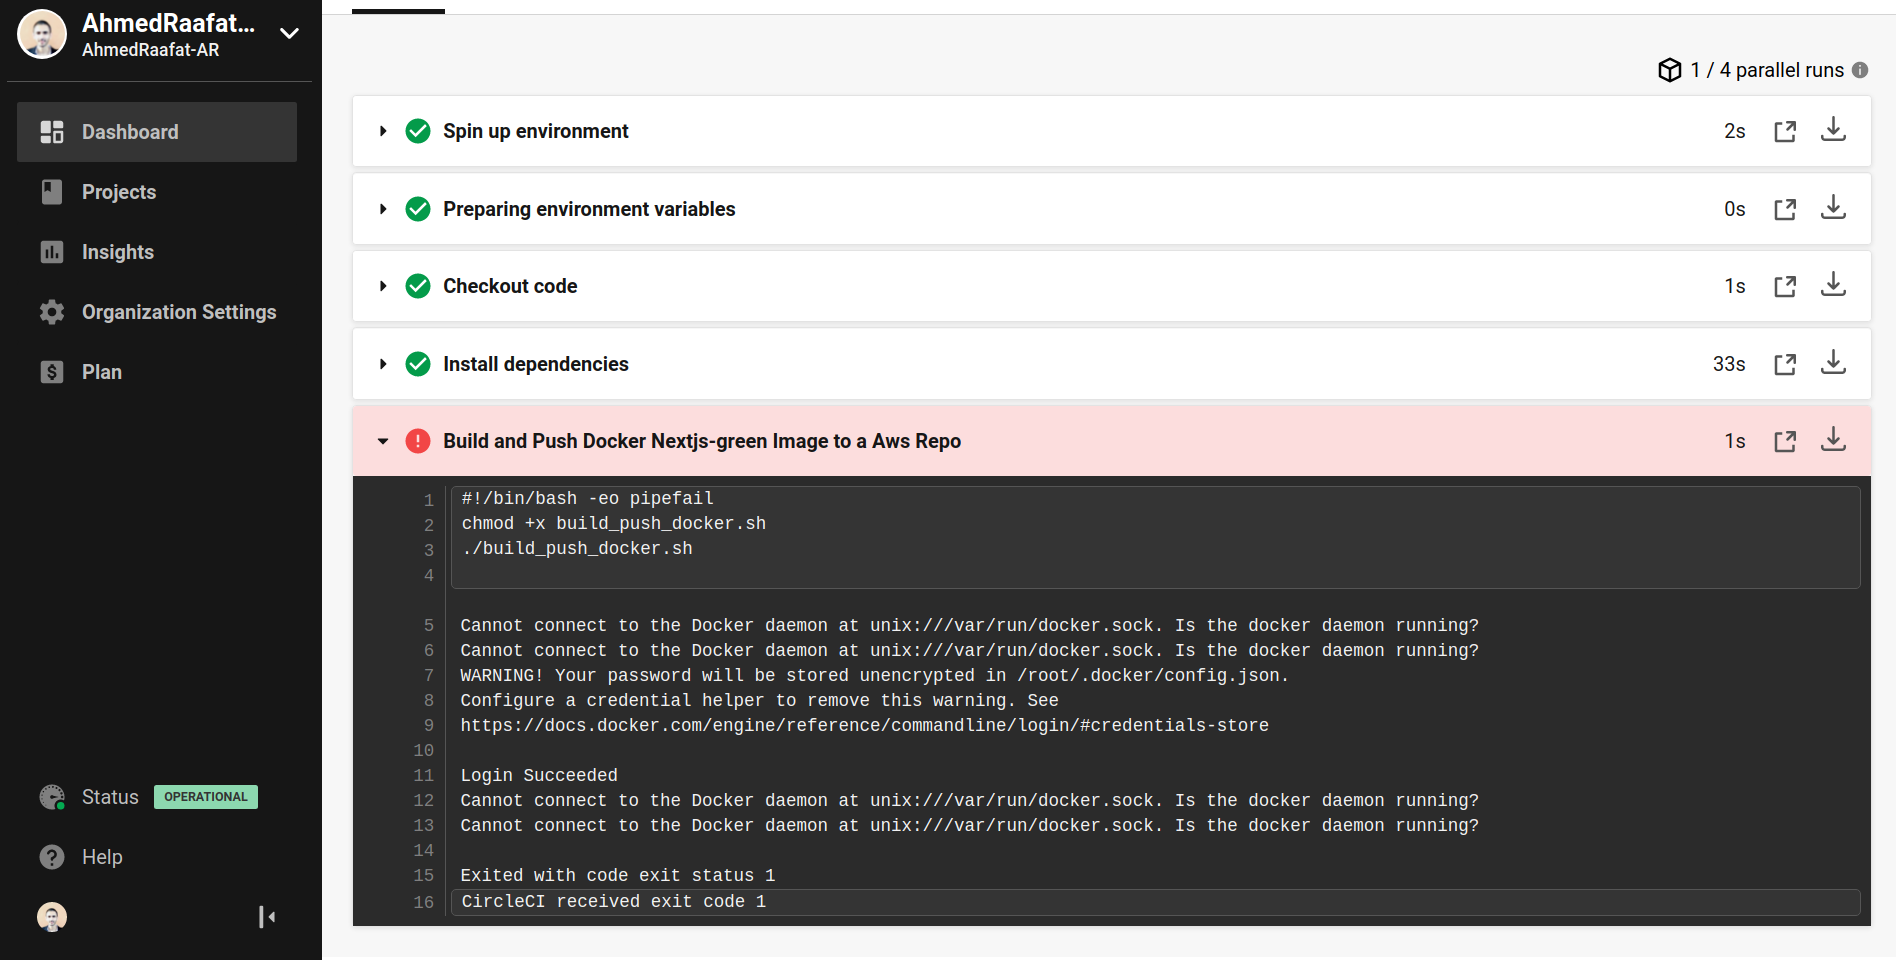 AhmedRaafat...
AhmedRaafat-AR
Dashboard
Projects
Insights
Organization Settings
Plan
Status OPERATIONAL
Help
1 / 4 parallel runs
Spin up environment 2s
Preparing environment variables 0s
Checkout code 1s
Install dependencies 33s
Build and Push Docker Nextjs-green Image to a Aws Repo 1s
1 #!/bin/bash -eo pipefail
2 chmod +x build_push_docker.sh
3 ./build_push_docker.sh
4
5 Cannot connect to the Docker daemon at unix:///var/run/docker.sock. Is the docker daemon running?
6 Cannot connect to the Docker daemon at unix:///var/run/docker.sock. Is the docker daemon running?
7 WARNING! Your password will be stored unencrypted in /root/.docker/config.json.
8 Configure a credential helper to remove this warning. See
9 https://docs.docker.com/engine/reference/commandline/login/#credentials-store
10
11 Login Succeeded
12 Cannot connect to the Docker daemon at unix:///var/run/docker.sock. Is the docker daemon running?
13 Cannot connect to the Docker daemon at unix:///var/run/docker.sock. Is the docker daemon running?
14
15 Exited with code exit status 1
16 CircleCI received exit code 1